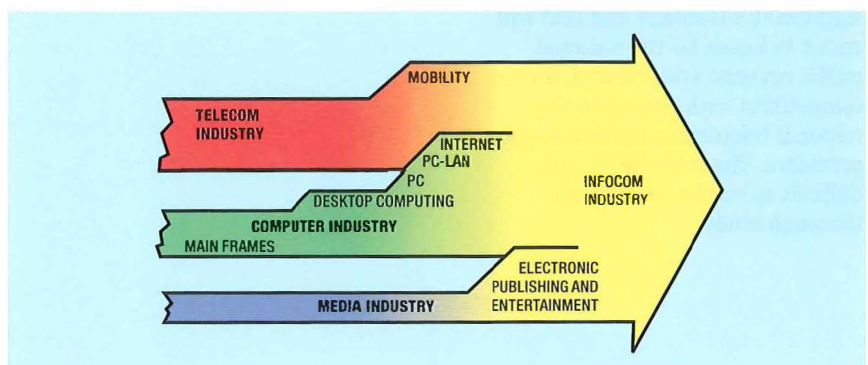 MOBILITY
TELECOM
INDUSTRY
INTERNET
PC-LAN
PC
DESKTOP COMPUTING
INFOCOM
INDUSTRY
COMPUTER INDUSTRY
MAIN FRAMES
ELECTRONIC
PUBLISHING AND
ENTERTAINMENT
MEDIA INDUSTRY